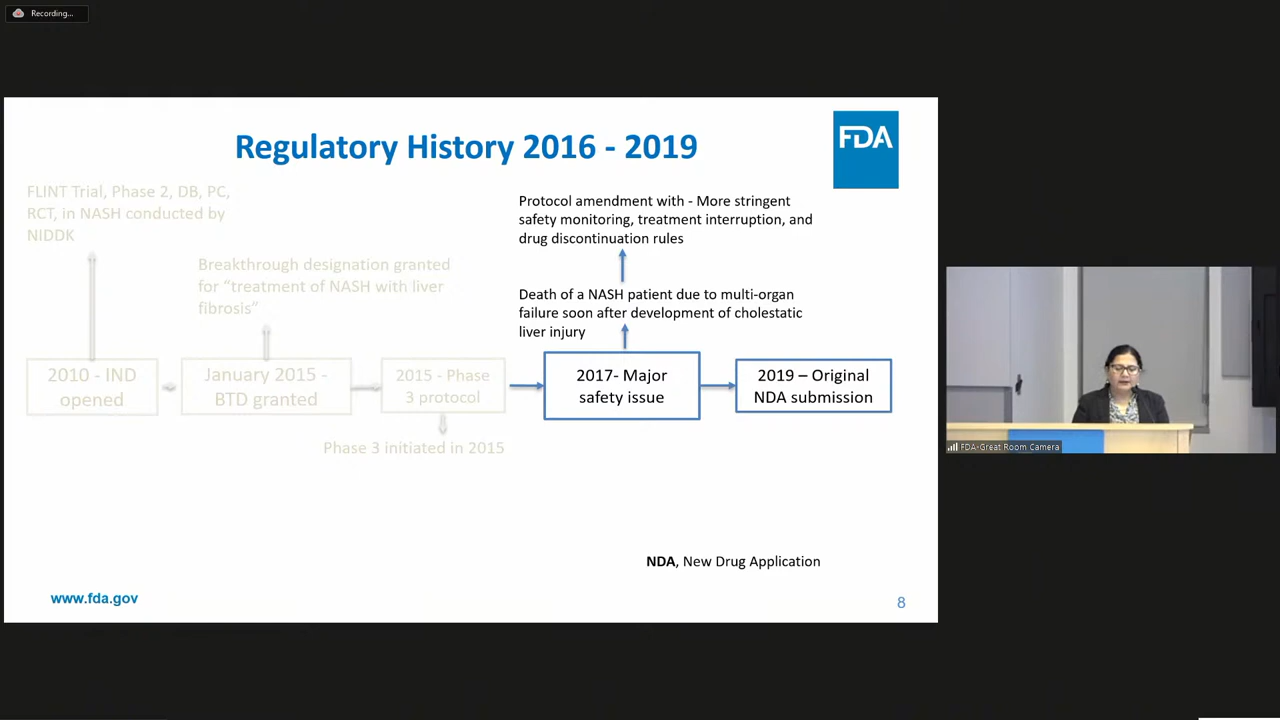 Recording...
Regulatory History 2016 - 2019
FDA
FLINT Trial, Phase 2, DB, PC,
RCT, in NASH conducted by
NIDDK
Breakthrough designation granted
for “treatment of NASH with liver
fibrosis”
Protocol amendment with - More stringent
safety monitoring, treatment interruption, and
drug discontinuation rules
Death of a NASH patient due to multi-organ
failure soon after development of cholestatic
liver injury
2010 - IND
opened
January 2015 -
BTD granted
2015 - Phase
3 protocol
2017- Major
safety issue
2019 – Original
NDA submission
Phase 3 initiated in 2015
NDA, New Drug Application
www.fda.gov
8
FDA-Great Room Camera